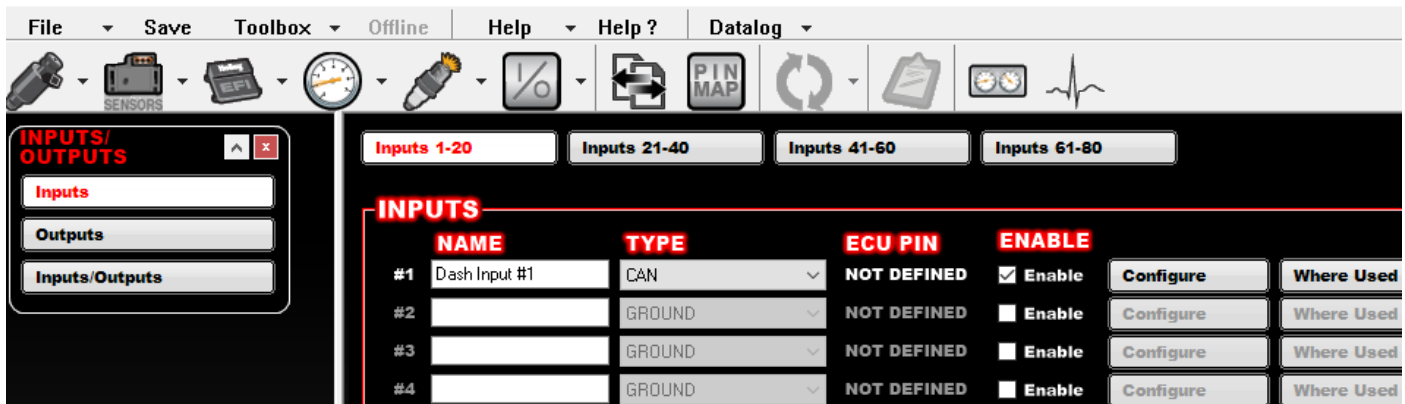 File Save Toolbox Offline Help Help ? Datalog
SENSORS Holley EFI I/O PIN MAP
INPUTS/
OUTPUTS
Inputs
Outputs
Inputs/Outputs
Inputs 1-20 Inputs 21-40 Inputs 41-60 Inputs 61-80
INPUTS
NAME TYPE ECU PIN ENABLE
#1 Dash Input #1 CAN NOT DEFINED Enable Configure Where Used
#2 GROUND NOT DEFINED Enable Configure Where Used
#3 GROUND NOT DEFINED Enable Configure Where Used
#4 GROUND NOT DEFINED Enable Configure Where Used